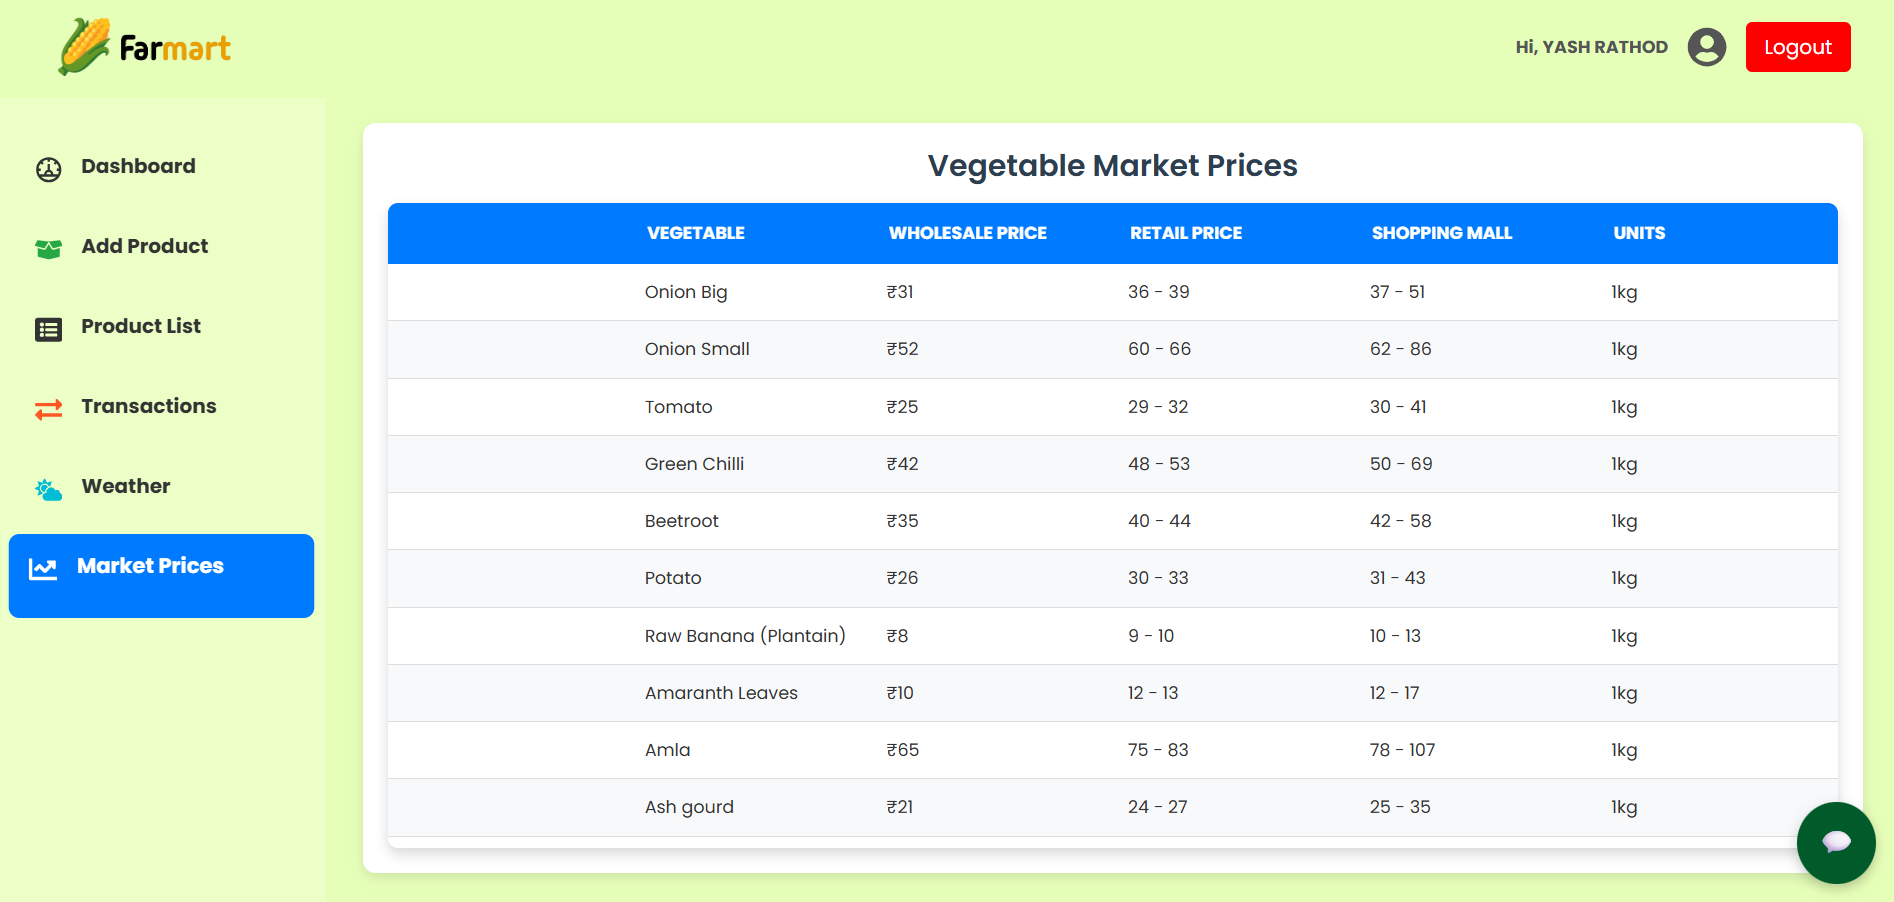 Farmart
Hi, YASH RATHOD
Logout
Dashboard
Add Product
Product List
Transactions
Weather
Market Prices
Vegetable Market Prices
VEGETABLE WHOLESALE PRICE RETAIL PRICE SHOPPING MALL UNITS
Onion Big ₹31 36 - 39 37 - 51 1kg
Onion Small ₹52 60 - 66 62 - 86 1kg
Tomato ₹25 29 - 32 30 - 41 1kg
Green Chilli ₹42 48 - 53 50 - 69 1kg
Beetroot ₹35 40 - 44 42 - 58 1kg
Potato ₹26 30 - 33 31 - 43 1kg
Raw Banana (Plantain) ₹8 9 - 10 10 - 13 1kg
Amaranth Leaves ₹10 12 - 13 12 - 17 1kg
Amla ₹65 75 - 83 78 - 107 1kg
Ash gourd ₹21 24 - 27 25 - 35 1kg